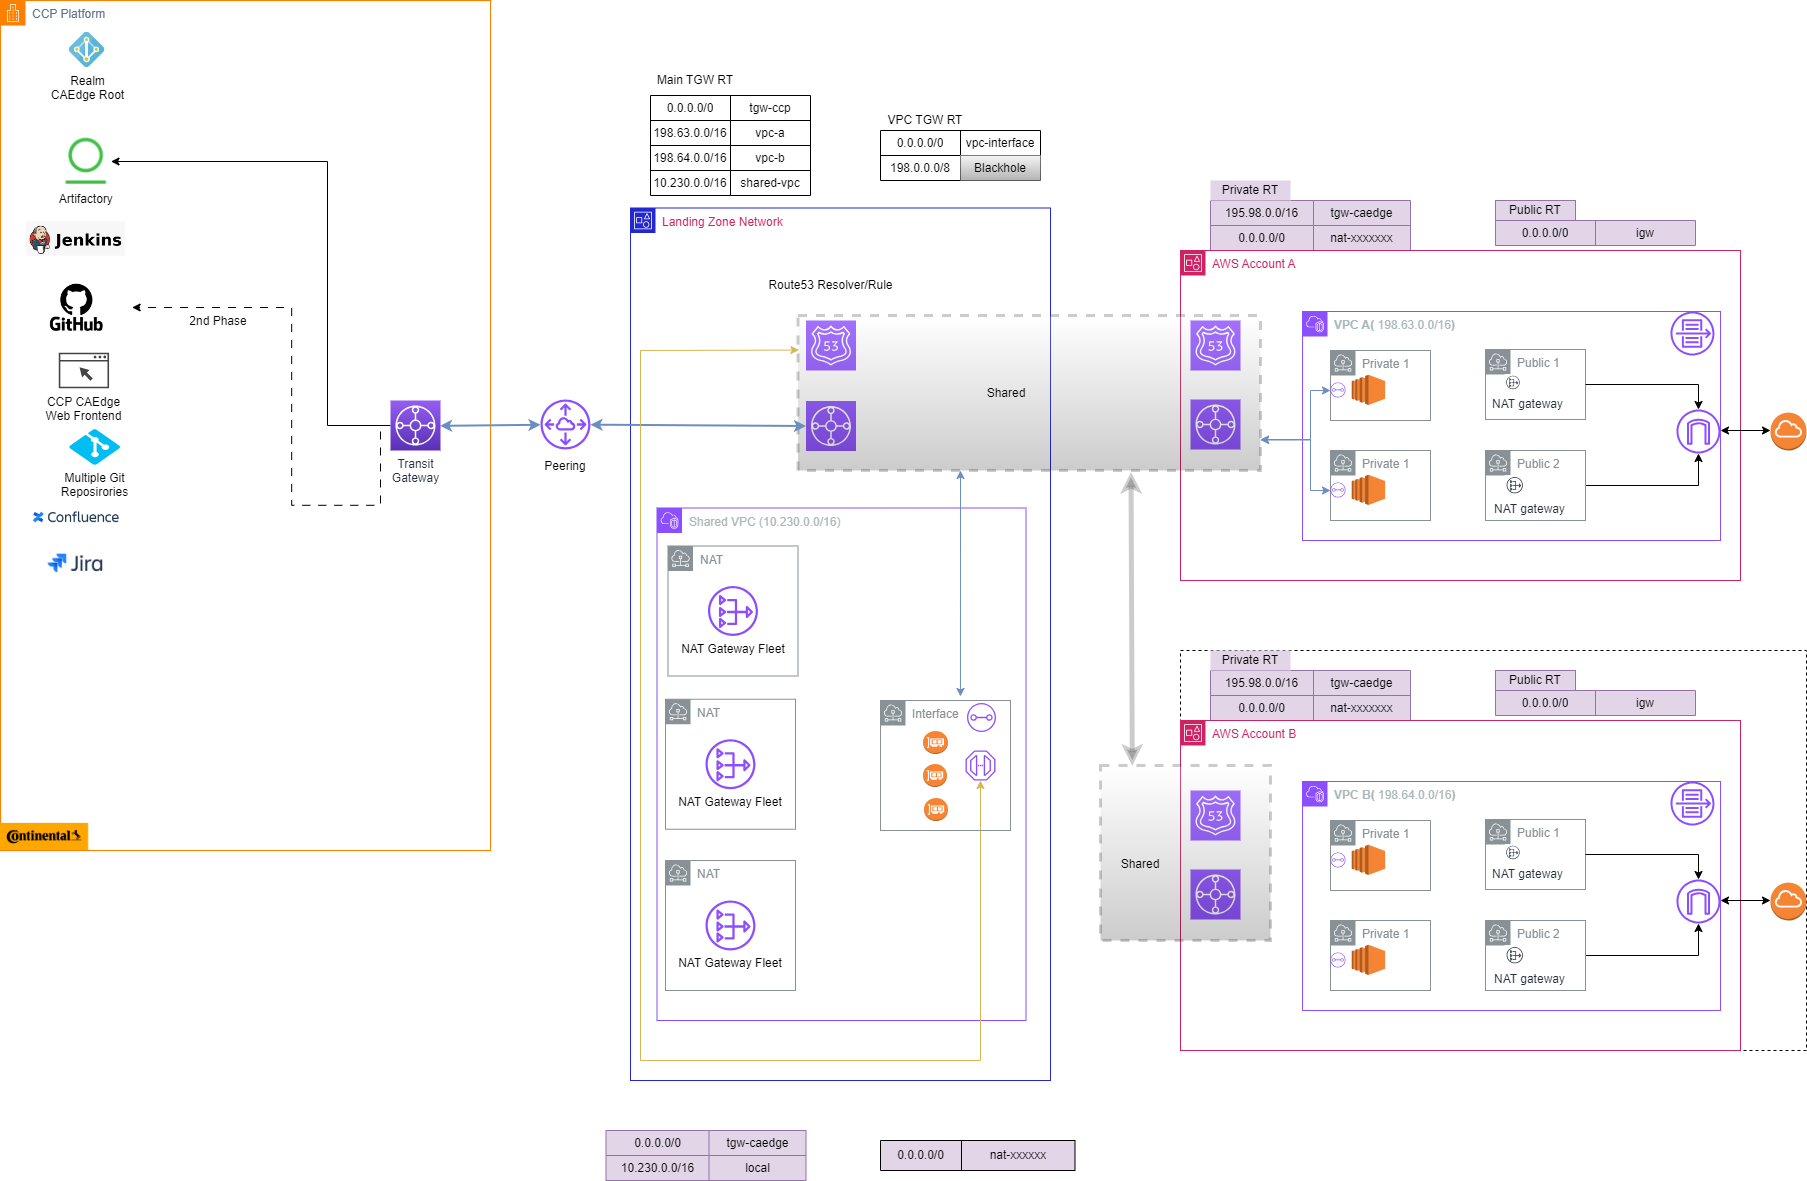 CCP Platform
Realm
CAEdge Root
Artifactory
Jenkins
GitHub
2nd Phase
CCP CAEdge
Web Frontend
Multiple Git
Reposirories
Confluence
Jira
Continental
Transit
Gateway
Peering
Main TGW RT
0.0.0.0/0 tgw-ccp
198.63.0.0/16 vpc-a
198.64.0.0/16 vpc-b
10.230.0.0/16 shared-vpc
VPC TGW RT
0.0.0.0/0 vpc-interface
198.0.0.0/8 Blackhole
Landing Zone Network
Route53 Resolver/Rule
53
53
Shared
Shared VPC (10.230.0.0/16)
NAT
NAT Gateway Fleet
NAT
NAT Gateway Fleet
NAT
NAT Gateway Fleet
Interface
0.0.0.0/0 tgw-caedge
10.230.0.0/16 local
0.0.0.0/0 nat-xxxxxx
Private RT
195.98.0.0/16 tgw-caedge
0.0.0.0/0 nat-xxxxxxx
Public RT
0.0.0.0/0 igw
AWS Account A
VPC A( 198.63.0.0/16)
Private 1
Public 1
NAT gateway
Private 1
Public 2
NAT gateway
Private RT
195.98.0.0/16 tgw-caedge
0.0.0.0/0 nat-xxxxxxx
Public RT
0.0.0.0/0 igw
AWS Account B
Shared
53
VPC B( 198.64.0.0/16)
Private 1
Public 1
NAT gateway
Private 1
Public 2
NAT gateway